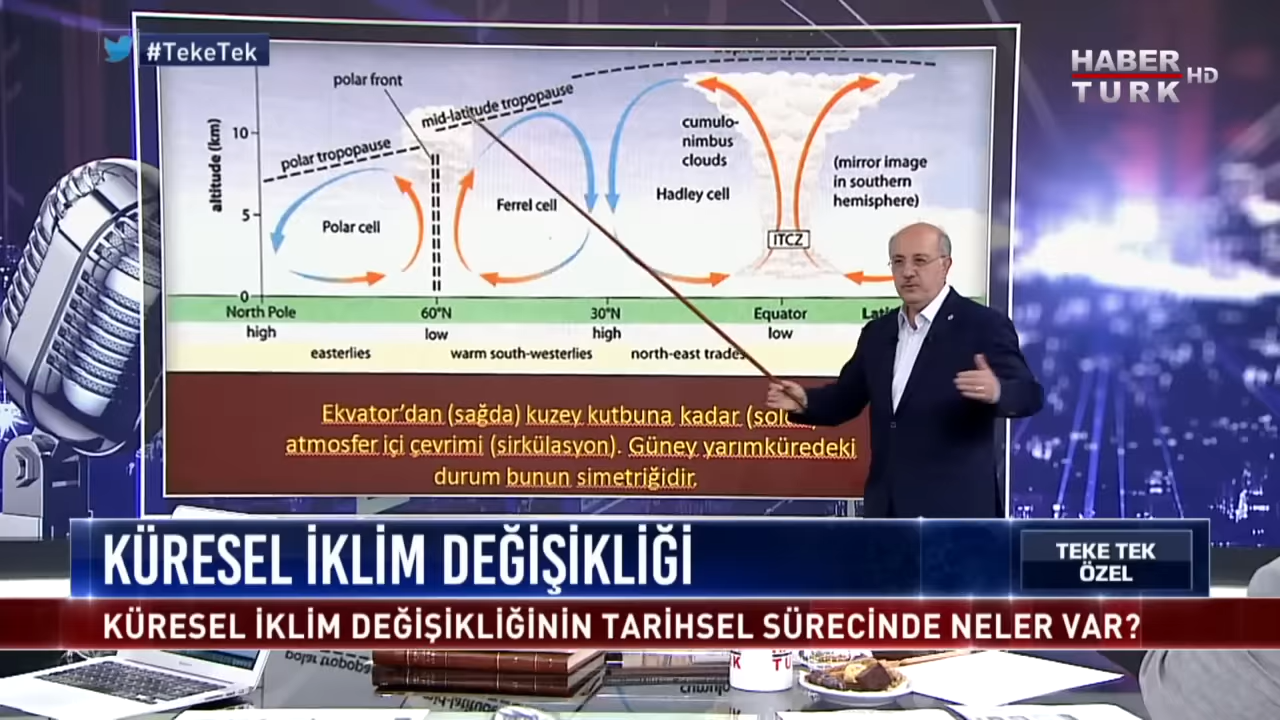 #TekeTek
HABER
TURK HD
polar front
mid-latitude tropopause
polar tropopause
altitude (km)
10
5
0
cumulo-
nimbus
clouds
(mirror image
in southern
hemisphere)
Polar cell
Ferrel cell
Hadley cell
ITCZ
North Pole
60°N
30°N
Equator
high
low
high
low
easterlies
warm south-westerlies
north-east trades
Ekvator'dan (sağda) kuzey kutbuna kadar
atmosfer içi çevrimi (sirkülasyon). Güney yarımküredeki
durum bunun simetriğidir,
KÜRESEL İKLİM DEĞİŞİKLİĞİ
TEKE TEK
ÖZEL
KÜRESEL İKLİM DEĞİŞİKLİĞİNİN TARİHSEL SÜRECİNDE NELER VAR?